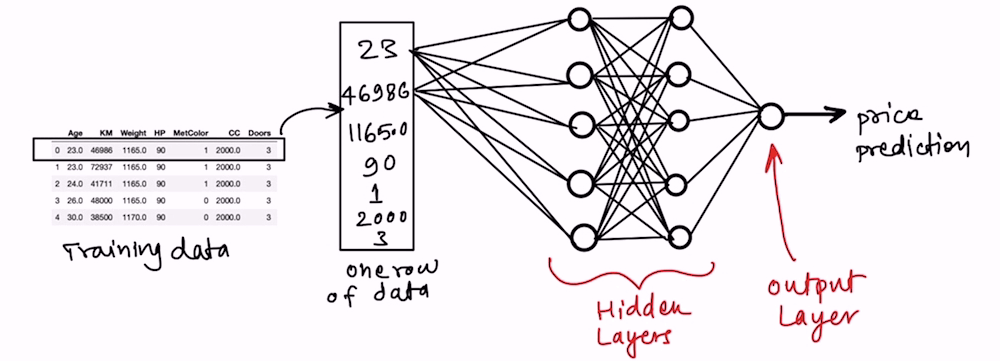 Age KM Weight HP MetColor CC Doors
0 23.0 46986 1165.0 90 1 2000.0 3
1 23.0 72937 1165.0 90 1 2000.0 3
2 24.0 41711 1165.0 90 1 2000.0 3
3 26.0 48000 1165.0 90 0 2000.0 3
4 30.0 38500 1170.0 90 0 2000.0 3
Training data
23
46986
1165.0
90
1
2000
3
one row
of data
Hidden
Layers
output
Layer
price
prediction